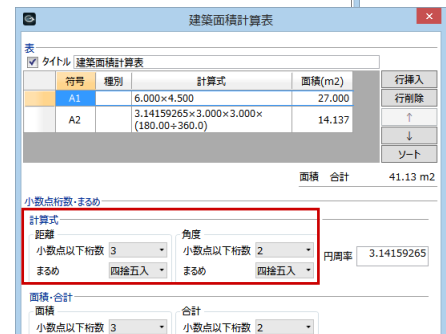 建築面積計算表
表
タイトル 建築面積計算表
符号 種別 計算式 面積(m2)
A1 6.000×4.500 27.000
A2 3.14159265×3.000×3.000×
(180.00÷360.0) 14.137
行挿入
行削除
↑
↓
ソート
面積 合計 41.13 m2
小数点桁数・まるめ
計算式
距離 角度
小数点以下桁数 3 小数点以下桁数 2
まるめ 四捨五入 まるめ 四捨五入
円周率 3.14159265
面積・合計
面積 合計
小数点以下桁数 3 小数点以下桁数 2